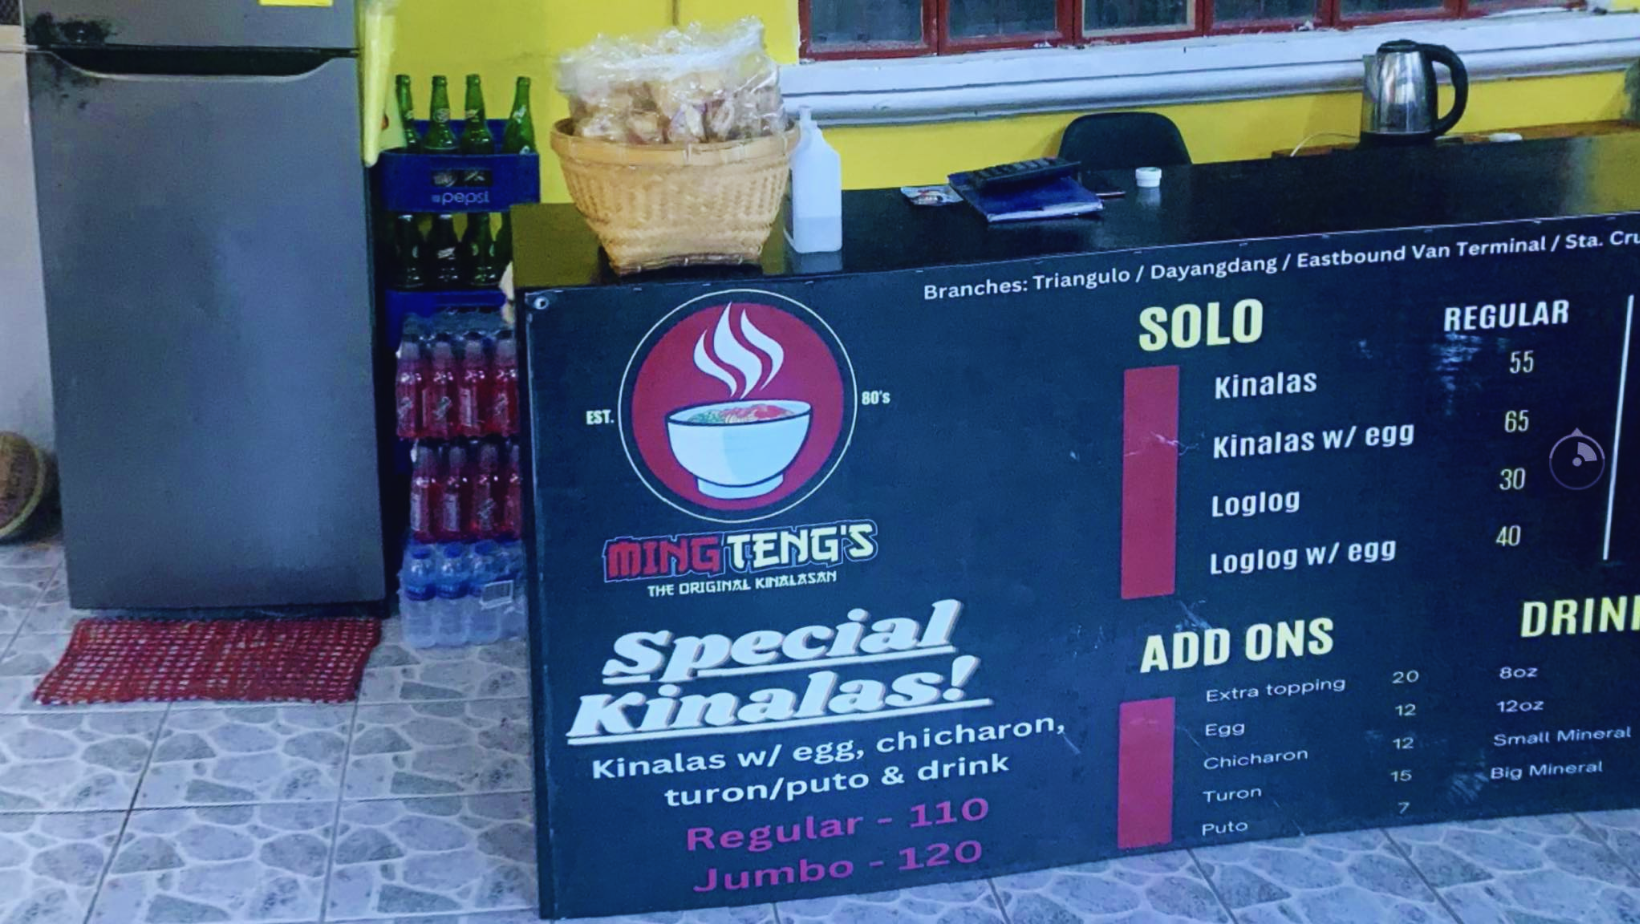 pepsi
Branches: Triangulo / Dayangdang / Eastbound Van Terminal / Sta. Cru
EST. 80's
MING TENG'S
THE ORIGINAL KINALASAN
Special
Kinalas!
Kinalas w/ egg, chicharon,
turon/puto & drink
Regular - 110
Jumbo - 120
SOLO REGULAR
Kinalas 55
Kinalas w/ egg 65
Loglog 30
Loglog w/ egg 40
ADD ONS
Extra topping 20
Egg 12
Chicharon 12
Turon 15
Puto 7
DRIN
8oz
12oz
Small Mineral
Big Mineral